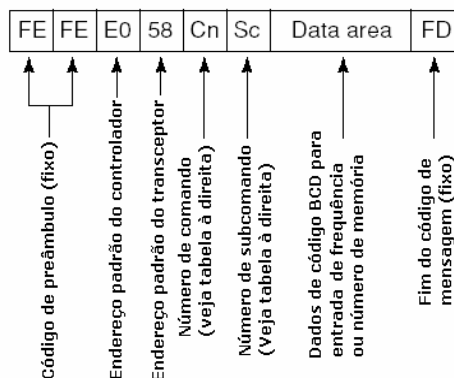 FE FE E0 58 Cn Sc Data area FD
Código de preâmbulo (fixo)
Endereço padrão do controlador
Endereço padrão do transceptor
Número de comando
(veja tabela à direita)
Número de subcomando
(Veja tabela à direita)
Dados de código BCD para
entrada de frequência
ou número de memória
Fim do código de
mensagem (fixo)